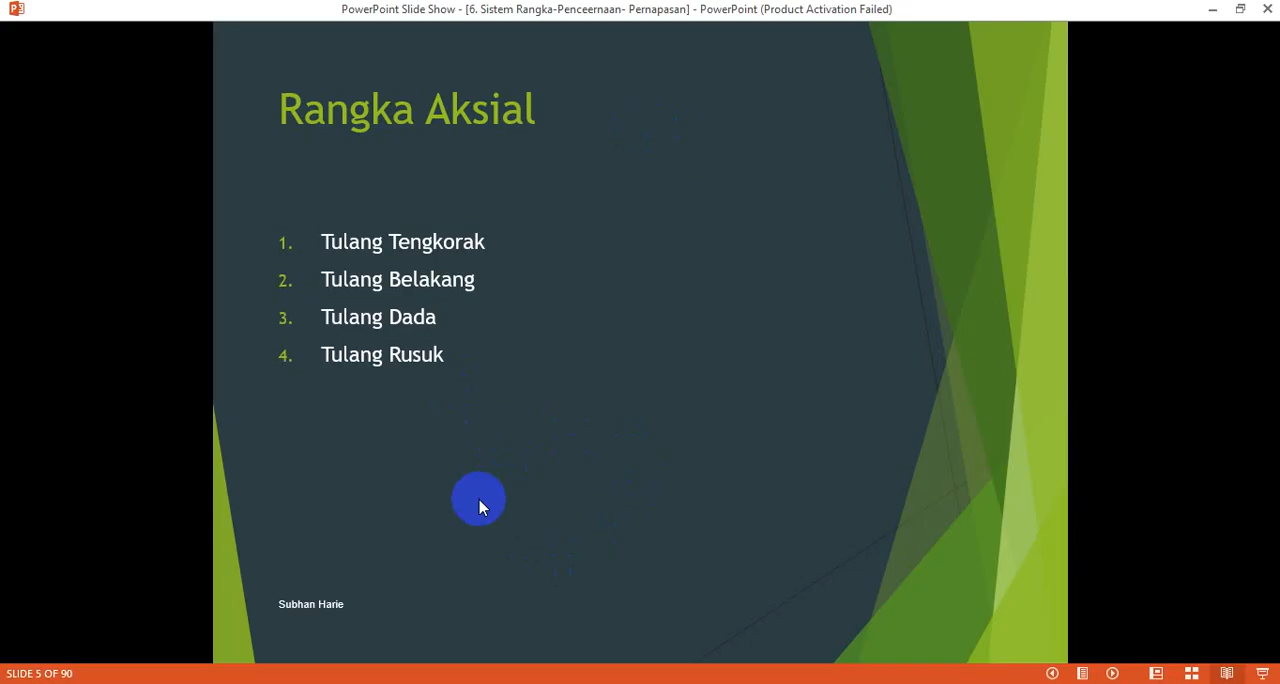 PowerPoint Slide Show - [6. Sistem Rangka-Penceernaan- Pernapasan] - PowerPoint (Product Activation Failed)
Rangka Aksial
1. Tulang Tengkorak
2. Tulang Belakang
3. Tulang Dada
4. Tulang Rusuk
Subhan Harie
SLIDE 5 OF 90